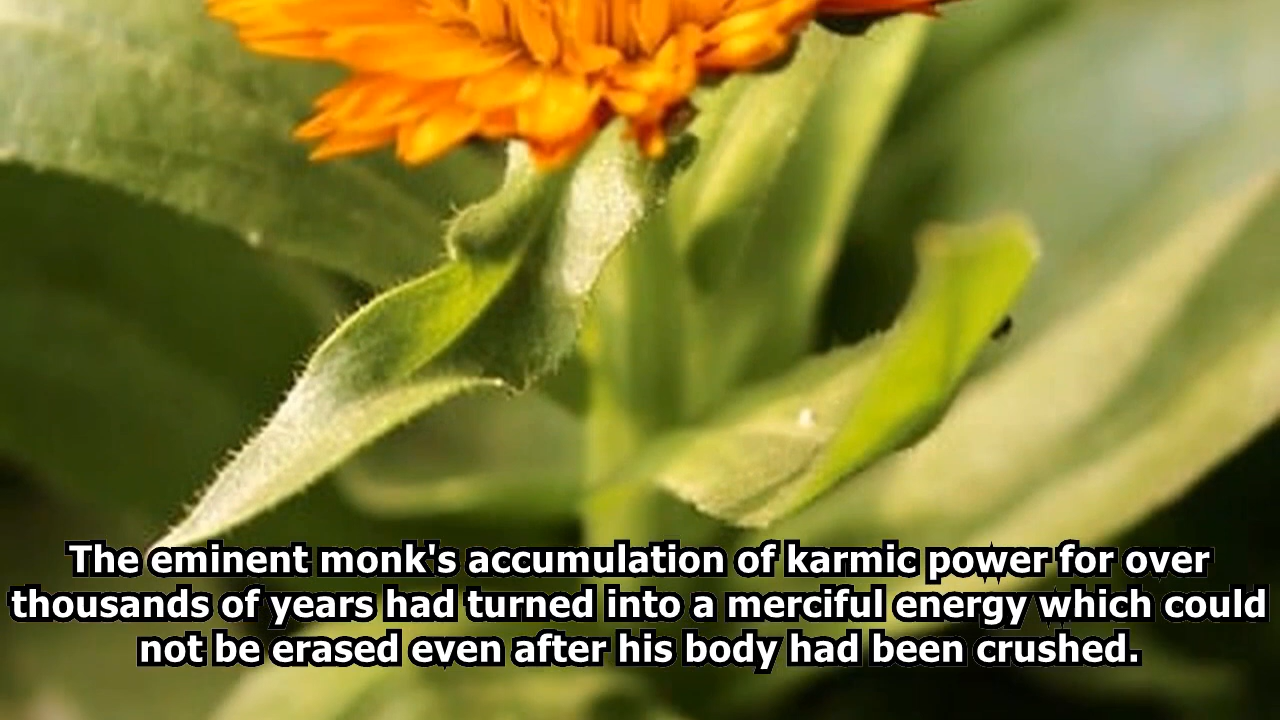 The eminent monk's accumulation of karmic power for over
thousands of years had turned into a merciful energy which could
not be erased even after his body had been crushed.